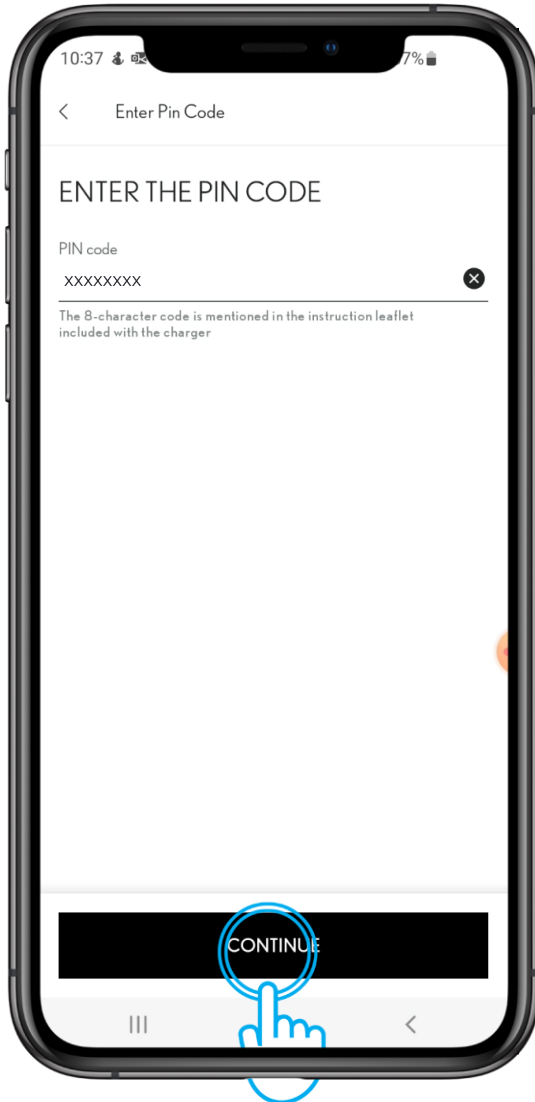 10:37
7%
Enter Pin Code
ENTER THE PIN CODE
PIN code
XXXXXXXX
The 8-character code is mentioned in the instruction leaflet
included with the charger
CONTINUE